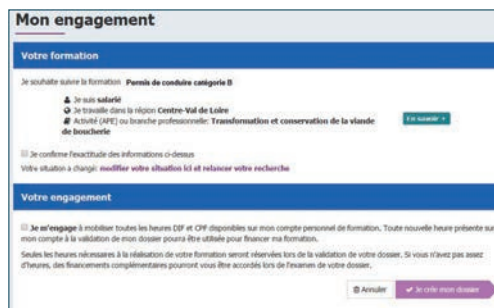 Mon engagement
Votre formation
Je souhaite suivre la formation Permis de conduire catégorie B
Je suis salarié
Je travaille dans la région Centre-Val de Loire
Activité (APE) ou branche professionnelle: Transformation et conservation de la viande
de boucherie
En savoir +
Je confirme l'exactitude des informations ci-dessus
Votre situation a changé: modifier votre situation ici et relancer votre recherche
Votre engagement
Je m'engage à mobiliser toutes les heures DIF et CPF disponibles sur mon compte personnel de formation. Toute nouvelle heure présente sur
mon compte à la validation de mon dossier pourra être utilisée pour financer ma formation.
Seules les heures nécessaires à la réalisation de votre formation seront réservées lors de la validation de votre dossier. Si vous n'avez pas assez
d'heures, des financements complémentaires pourront vous être accordés lors de l'examen de votre dossier.
Annuler
Je crée mon dossier